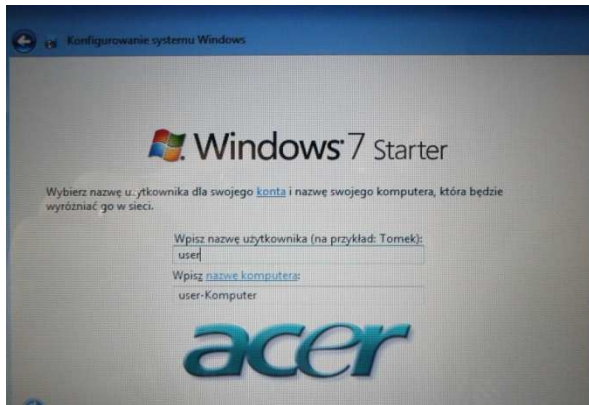 Konfigurowanie systemu Windows
Windows 7 Starter
Wybierz nazwę użytkownika dla swojego konta i nazwę swojego komputera, która będzie
wyróżniać go w sieci.
Wpisz nazwę użytkownika (na przykład: Tomek):
user
Wpisz nazwę komputera:
user-Komputer
acer